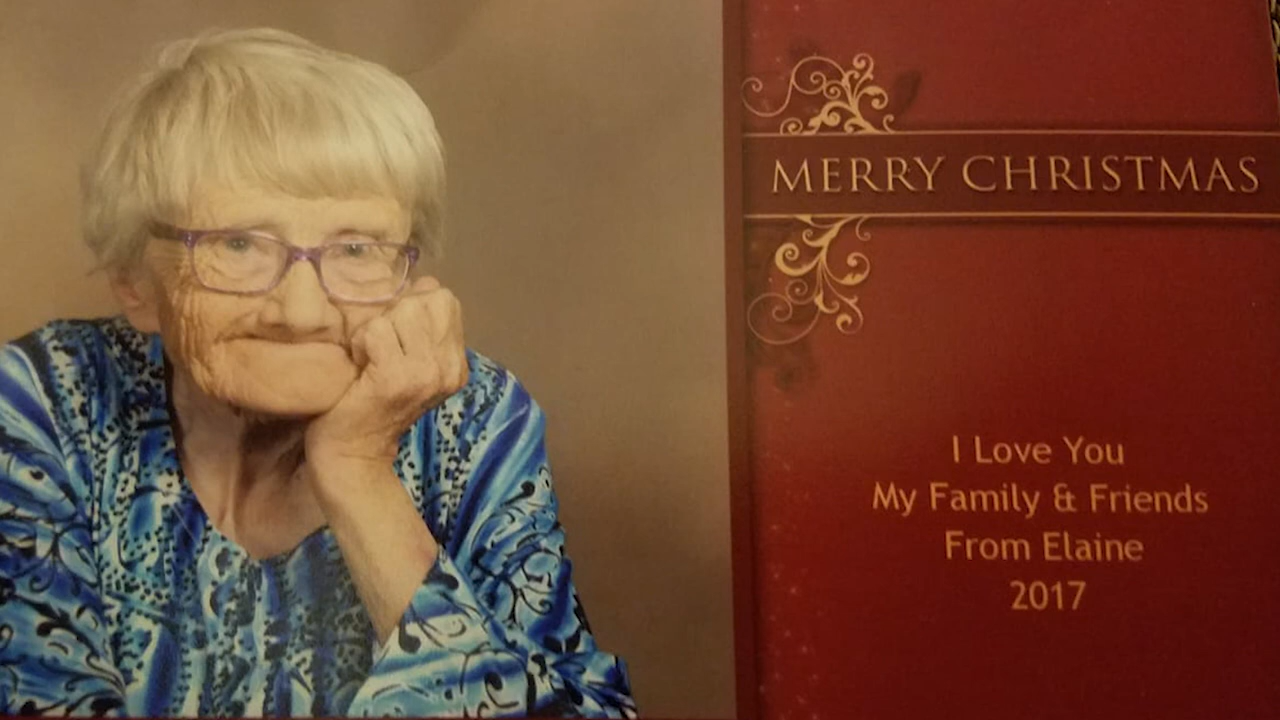 MERRY CHRISTMAS
I Love You
My Family & Friends
From Elaine
2017